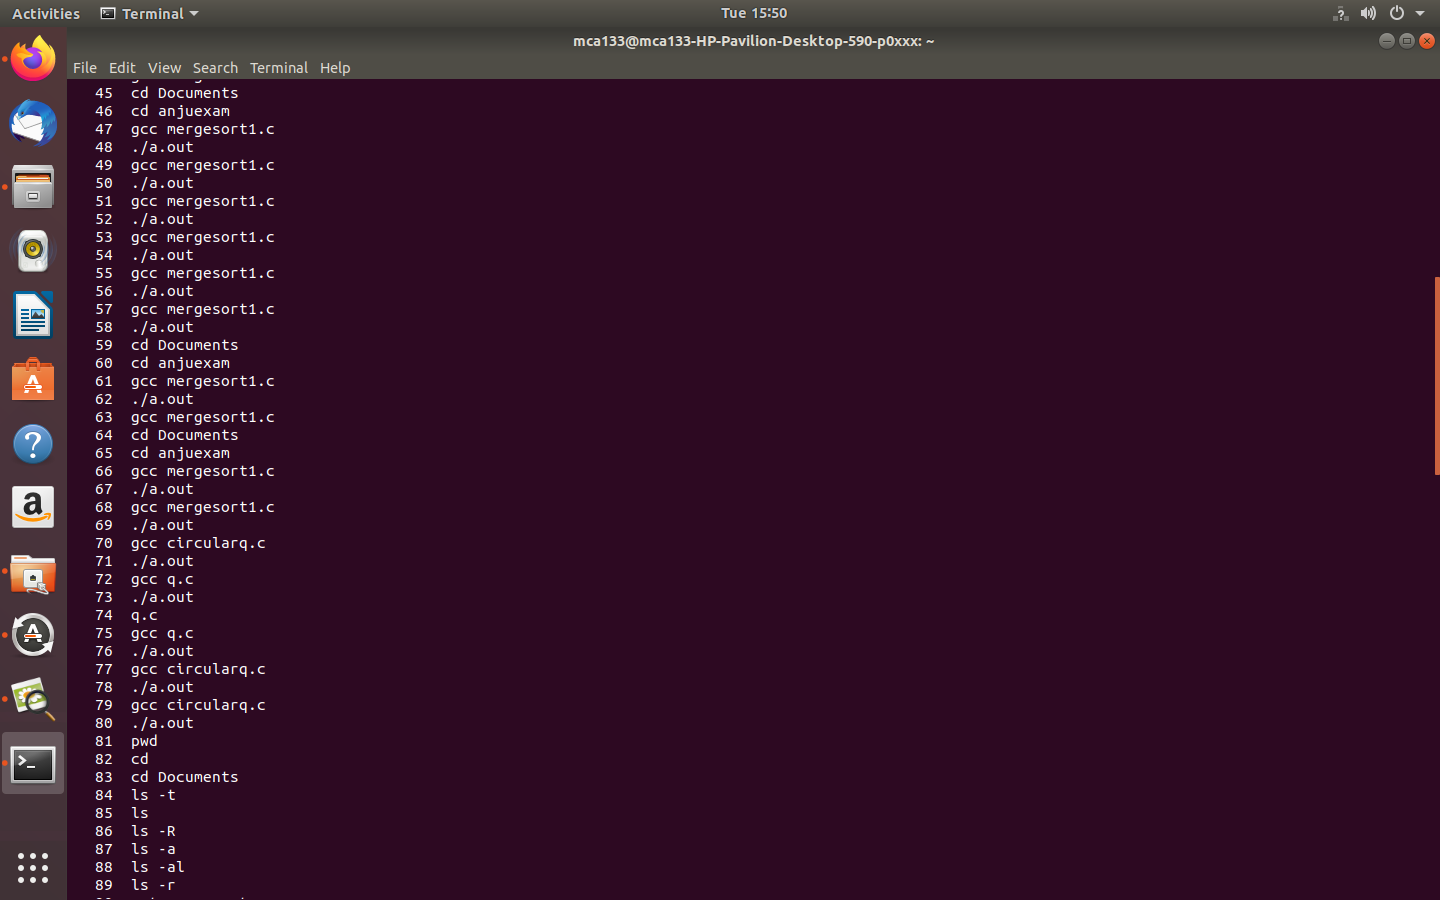 Activities Terminal Tue 15:50
mca133@mca133-HP-Pavilion-Desktop-590-p0xxx: ~
File Edit View Search Terminal Help
45 cd Documents
46 cd anjuexam
47 gcc mergesort1.c
48 ./a.out
49 gcc mergesort1.c
50 ./a.out
51 gcc mergesort1.c
52 ./a.out
53 gcc mergesort1.c
54 ./a.out
55 gcc mergesort1.c
56 ./a.out
57 gcc mergesort1.c
58 ./a.out
59 cd Documents
60 cd anjuexam
61 gcc mergesort1.c
62 ./a.out
63 gcc mergesort1.c
64 cd Documents
65 cd anjuexam
66 gcc mergesort1.c
67 ./a.out
68 gcc mergesort1.c
69 ./a.out
70 gcc circularq.c
71 ./a.out
72 gcc q.c
73 ./a.out
74 q.c
75 gcc q.c
76 ./a.out
77 gcc circularq.c
78 ./a.out
79 gcc circularq.c
80 ./a.out
81 pwd
82 cd
83 cd Documents
84 ls -t
85 ls
86 ls -R
87 ls -a
88 ls -al
89 ls -r